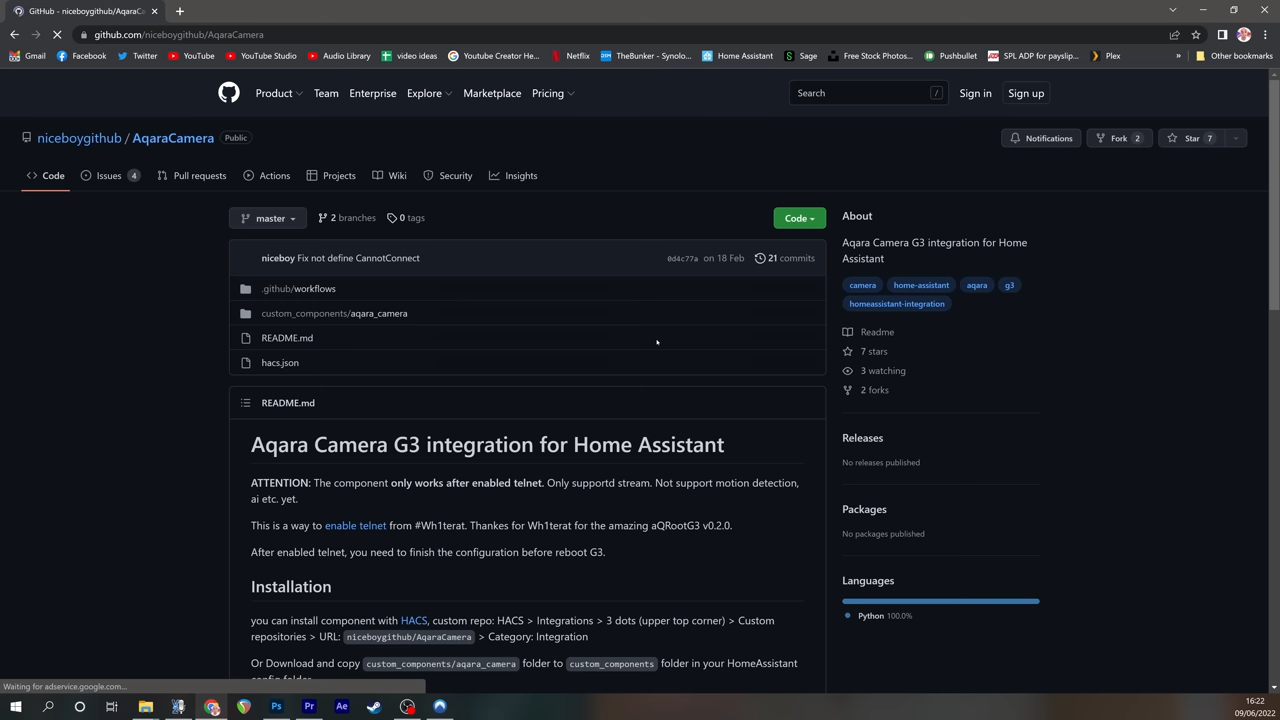 GitHub - niceboygithub/AqaraC
github.com/niceboygithub/AqaraCamera
Gmail
Facebook
Twitter
YouTube
YouTube Studio
Audio Library
video ideas
Youtube Creator He...
Netflix
TheBunker - Synolo...
Home Assistant
Sage
Free Stock Photos...
Pushbullet
SPL ADP for payslip...
Plex
»
Other bookmarks
Product
Team
Enterprise
Explore
Marketplace
Pricing
Search
/
Sign in
Sign up
niceboygithub / AqaraCamera
Public
Notifications
Fork 2
Star 7
Code
Issues 4
Pull requests
Actions
Projects
Wiki
Security
Insights
master
2 branches
0 tags
Code
About
Aqara Camera G3 integration for Home
Assistant
niceboy Fix not define CannotConnect
0d4c77a on 18 Feb
21 commits
camera
home-assistant
aqara
g3
homeassistant-integration
.github/workflows
custom_components/aqara_camera
README.md
hacs.json
Readme
7 stars
3 watching
2 forks
README.md
Releases
No releases published
Aqara Camera G3 integration for Home Assistant
ATTENTION: The component only works after enabled telnet. Only supportd stream. Not support motion detection,
ai etc. yet.
This is a way to enable telnet from #Wh1terat. Thanks for Wh1terat for the amazing aQRootG3 v0.2.0.
After enabled telnet, you need to finish the configuration before reboot G3.
Packages
No packages published
Languages
Python 100.0%
Installation
you can install component with HACS, custom repo: HACS > Integrations > 3 dots (upper top corner) > Custom
repositories > URL: niceboygithub/AqaraCamera > Category: Integration
Or Download and copy custom_components/aqara_camera folder to custom_components folder in your HomeAssistant
config folder
Waiting for adservice.google.com...
Ps
Pr
Ae
16:22
09/06/2022